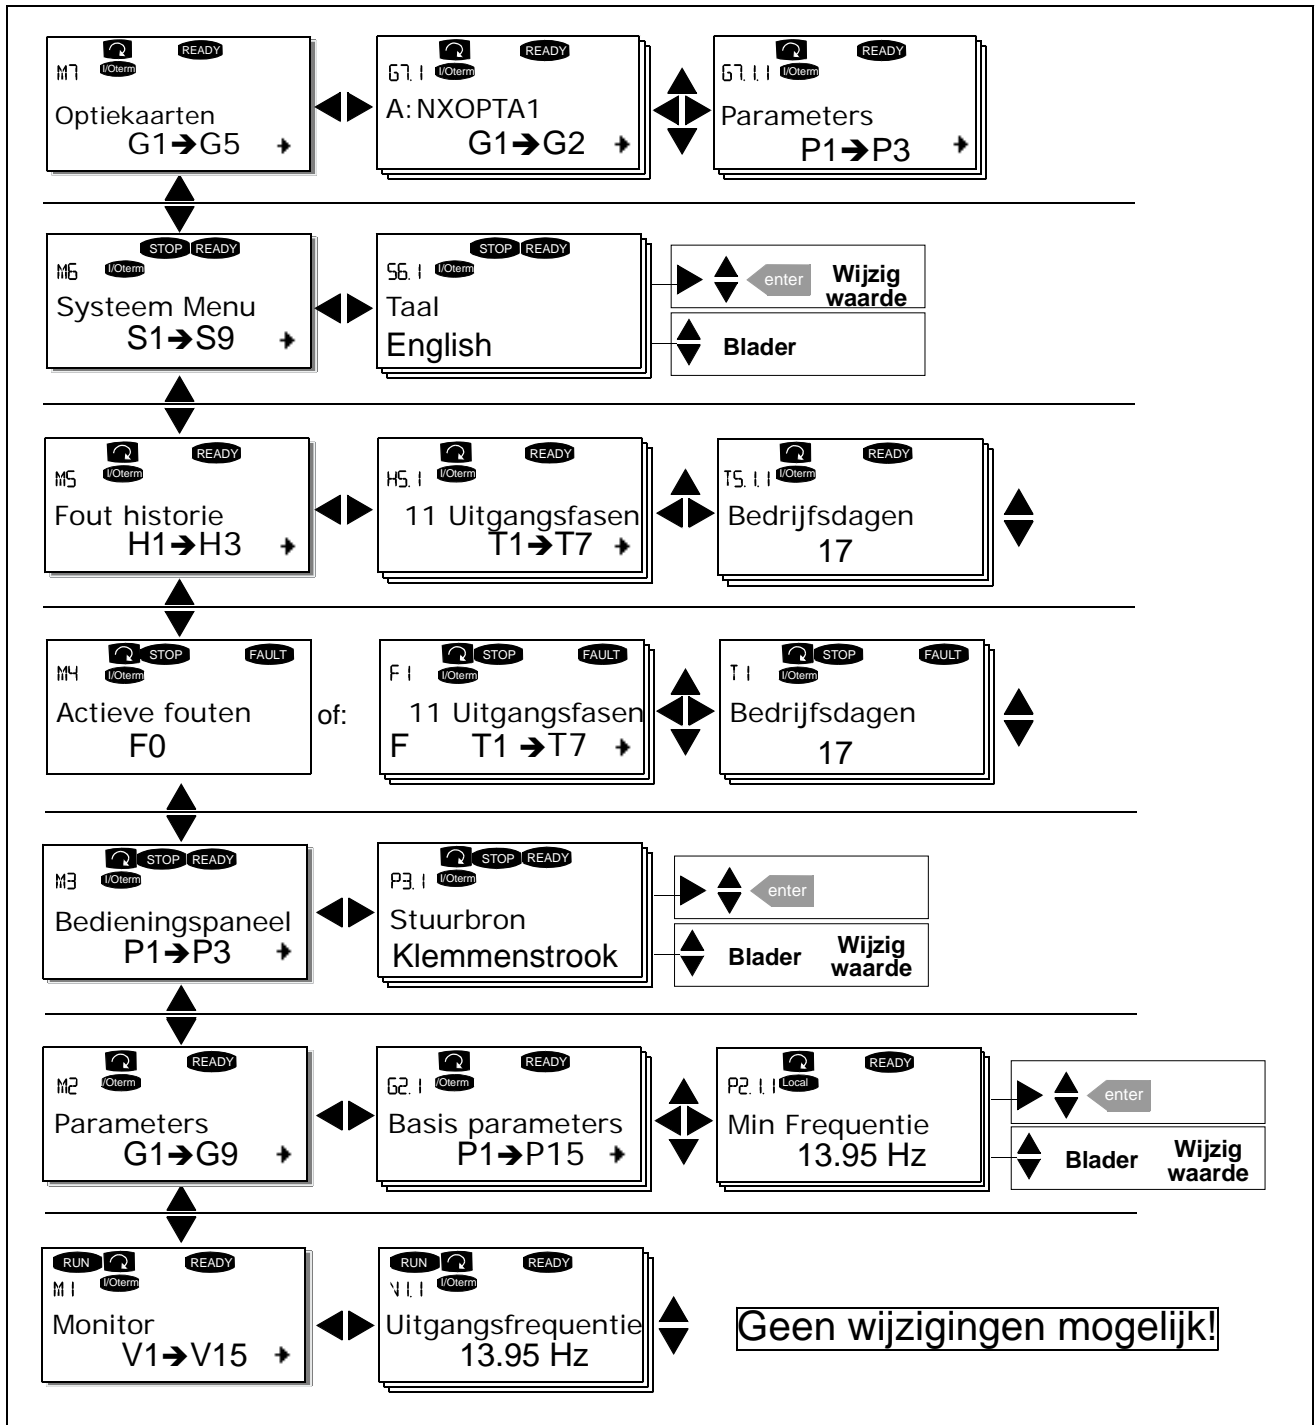 READY READY READY
M7 I/Oterm G7.1 I/Oterm G7.1.1 I/Oterm
Optiekaarten A:NXOPTA1 Parameters
G1➔G5 G1➔G2 P1➔P3
STOP READY STOP READY
M6 I/Oterm S6.1 I/Oterm
Systeem Menu Taal
S1➔S9 English
enter Wijzig
waarde
Blader
READY READY READY
M5 I/Oterm H5.1 I/Oterm T5.1.1 I/Oterm
Fout historie 11 Uitgangsfasen Bedrijfsdagen
H1➔H3 T1➔T7 17
STOP FAULT STOP FAULT STOP FAULT
M4 I/Oterm F1 I/Oterm T1 I/Oterm
Actieve fouten of: 11 Uitgangsfasen Bedrijfsdagen
F0 F T1➔T7 17
STOP READY STOP READY
M3 I/Oterm P3.1 I/Oterm
Bedieningspaneel Stuurbron
P1➔P3 Klemmenstrook
enter
Blader Wijzig
waarde
READY READY READY
M2 /Oterm G2.1 I/Oterm P2.1.1 Local
Parameters Basis parameters Min Frequentie
G1➔G9 P1➔P15 13.95 Hz
enter
Blader Wijzig
waarde
RUN READY RUN READY
M1 I/Oterm V1.1 I/Oterm
Monitor Uitgangsfrequentie
V1➔V15 13.95 Hz
Geen wijzigingen mogelijk!